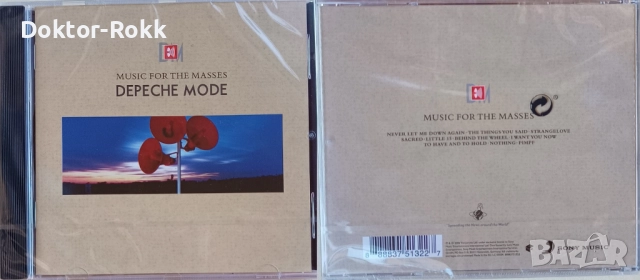 Doktor-Rokk
MUSIC FOR THE MASSES
DEPECHE MODE
MUSIC FOR THE MASSES
NEVER LET ME DOWN AGAIN · THE THINGS YOU SAID · STRANGELOVE
SACRED · LITTLE 15 · BEHIND THE WHEEL · I WANT YOU NOW
TO HAVE AND TO HOLD · NOTHING · PIMPF
SONY MUSIC
BAZAR